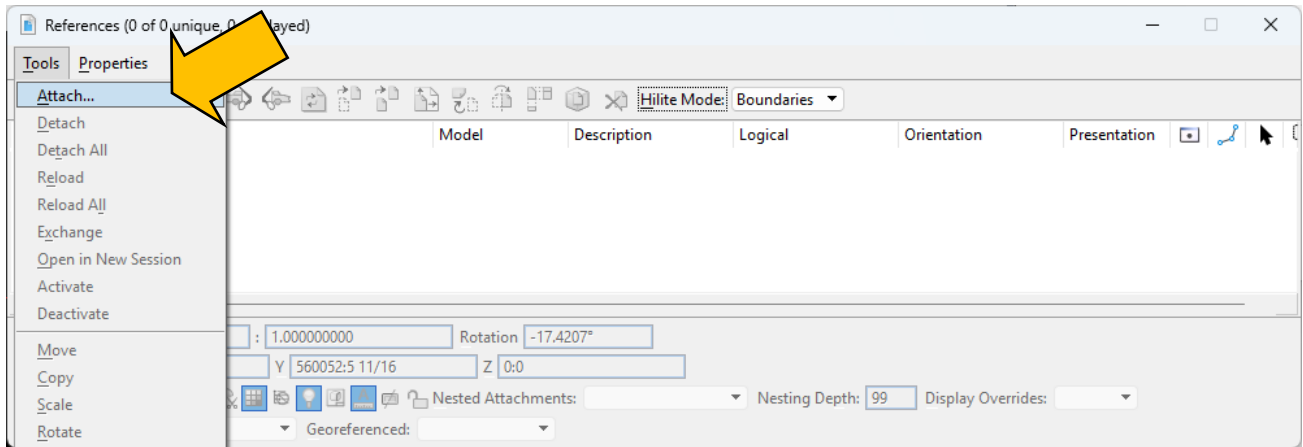 References (0 of 0 unique, 0 displayed)
Tools Properties
Attach...
Hilite Mode: Boundaries
Detach
Model Description Logical Orientation Presentation
Detach All
Reload
Reload All
Exchange
Open in New Session
Activate
Deactivate
: 1.000000000 Rotation -17.4207°
Move
Y 560052:5 11/16 Z 0:0
Copy
Nested Attachments: Nesting Depth: 99 Display Overrides:
Scale
Georeferenced:
Rotate